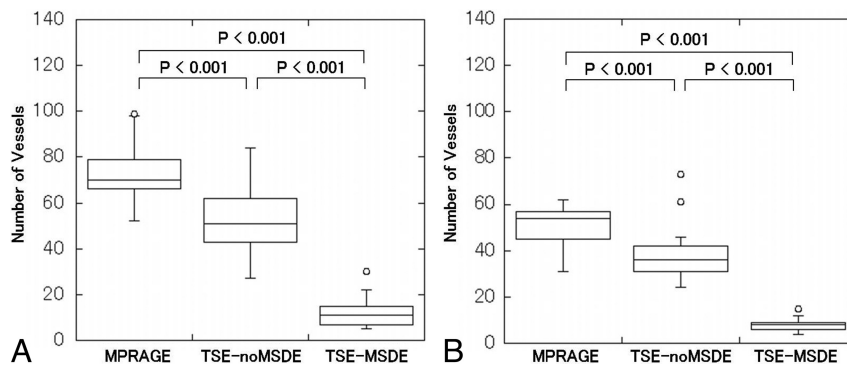 140
120
100
80
60
40
20
0
Number of Vessels
P < 0.001
P < 0.001 P < 0.001
MPRAGE TSE-noMSDE TSE-MSDE
A
140
120
100
80
60
40
20
0
Number of Vessels
P < 0.001
P < 0.001 P < 0.001
MPRAGE TSE-noMSDE TSE-MSDE
B